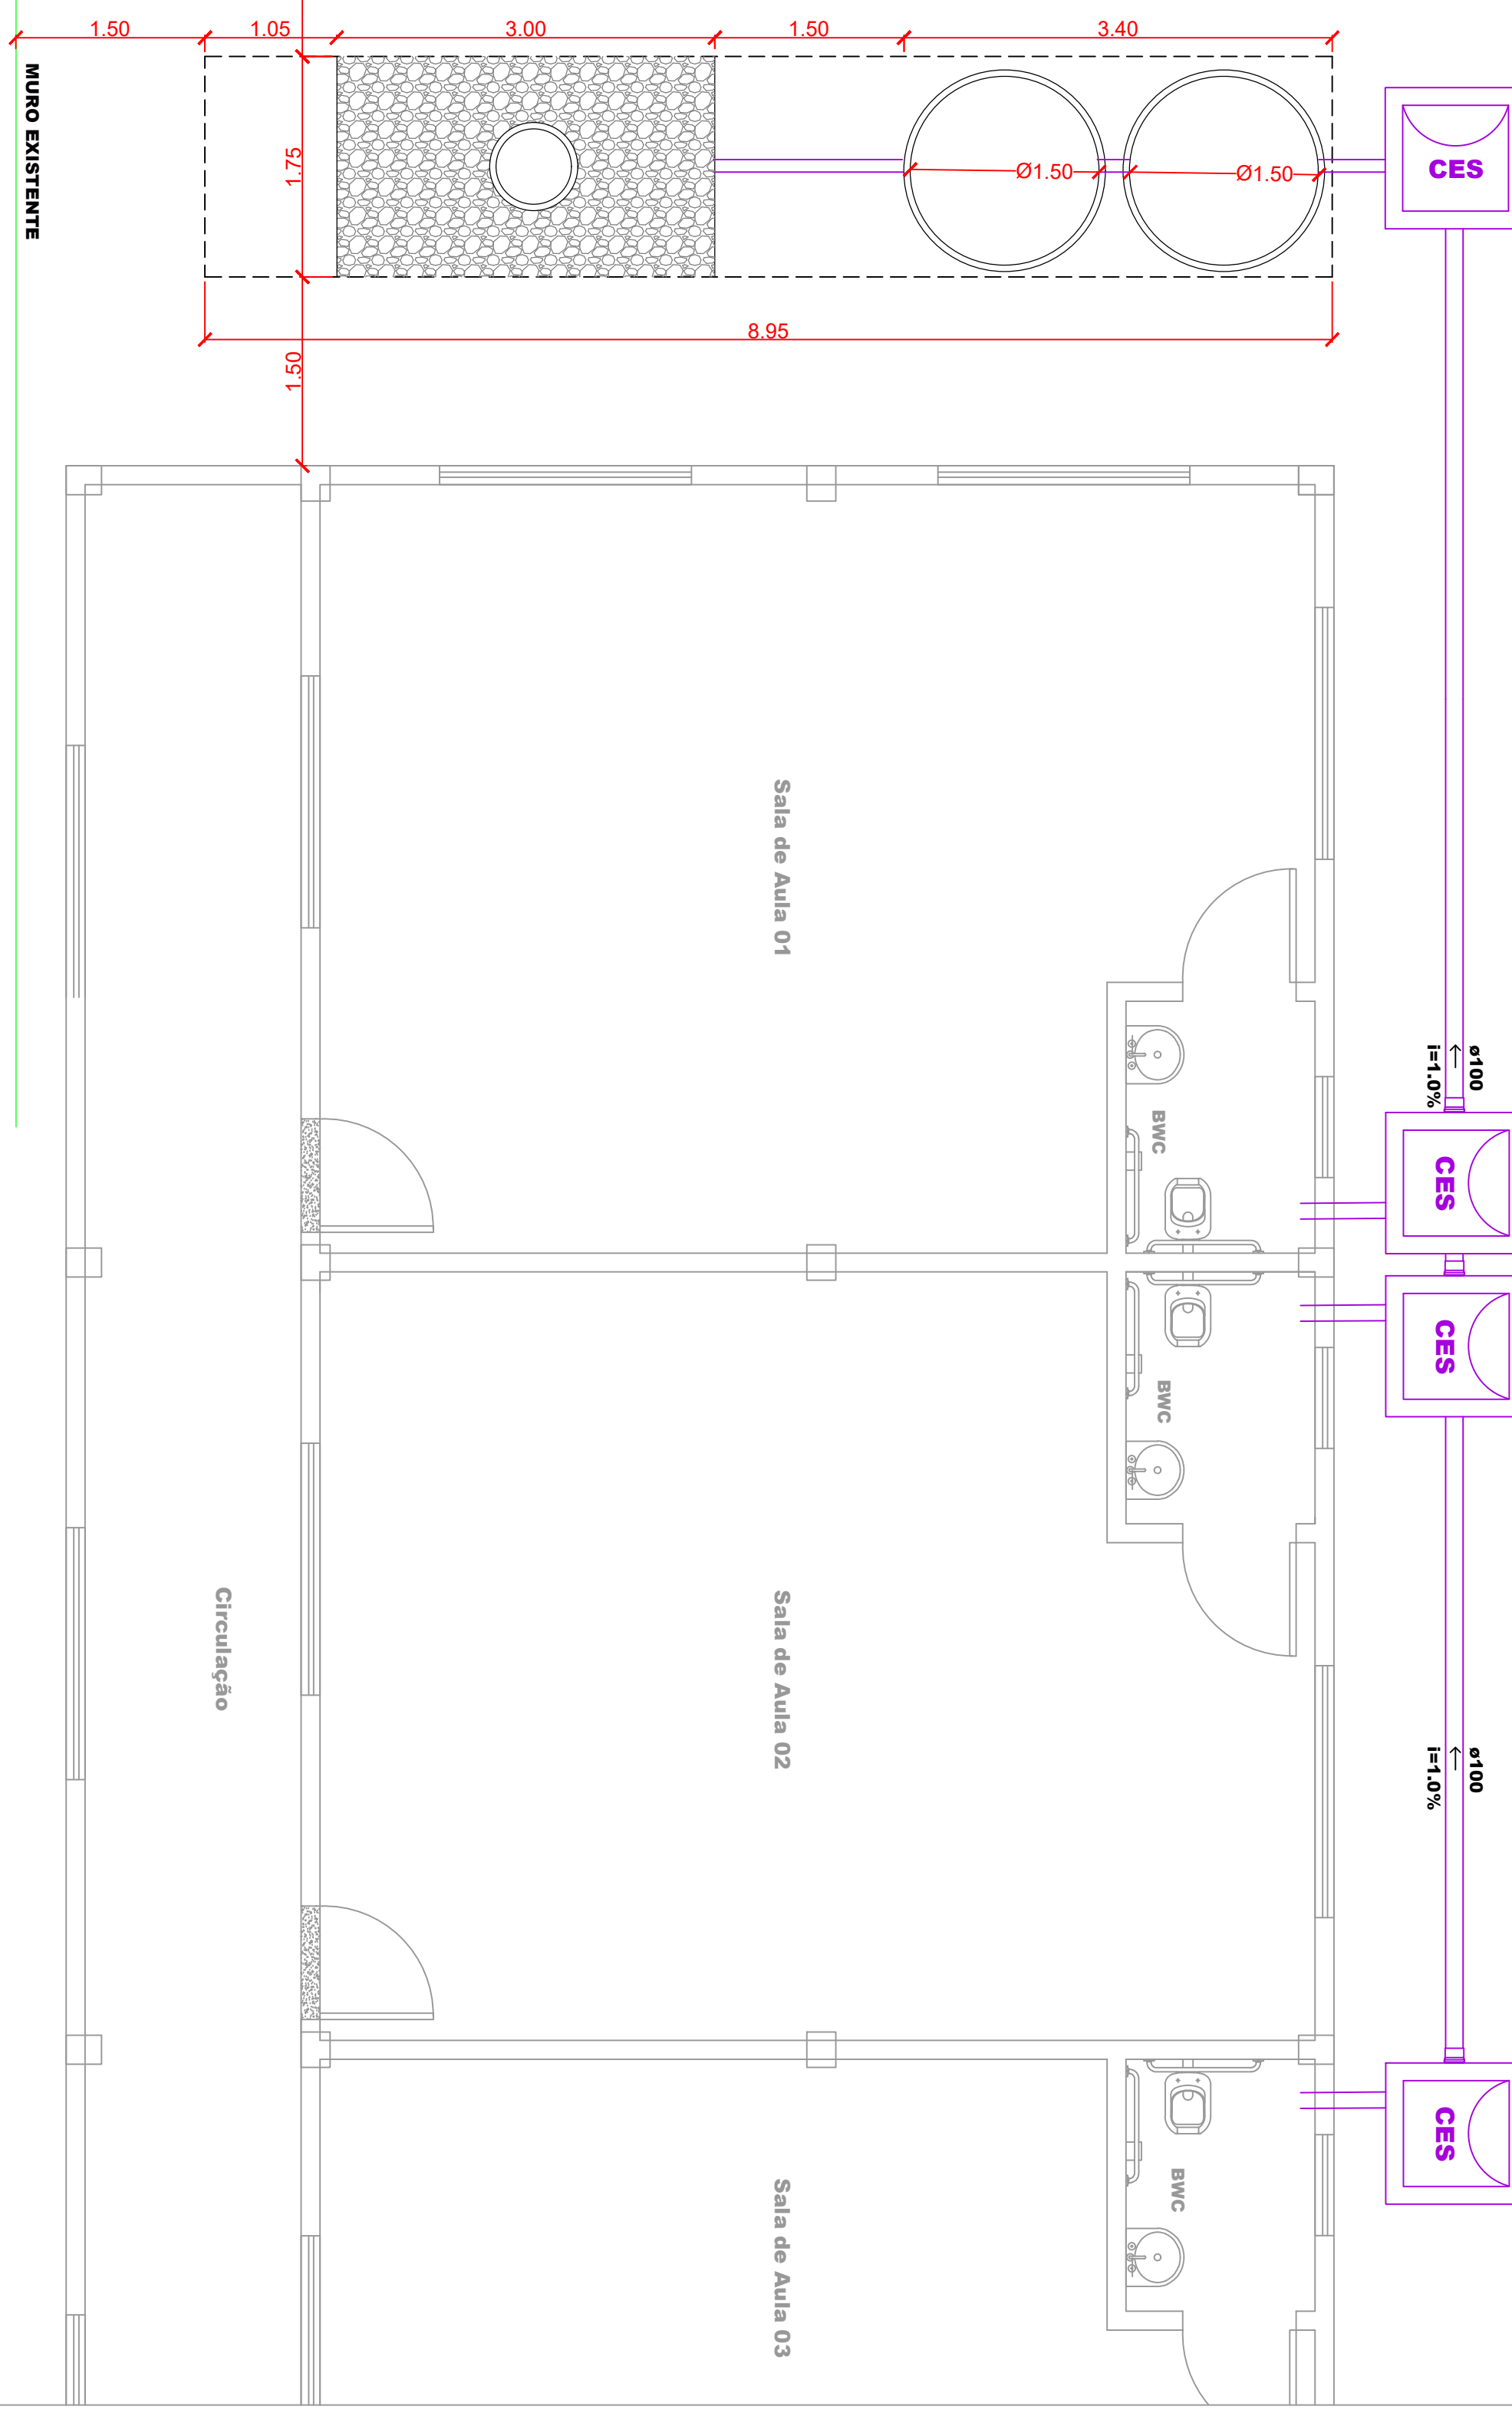 1.50
1.05
3.00
1.50
3.40
MURO EXISTENTE
1.75
Ø1.50
Ø1.50
CES
8.95
1.50
Sala de Aula 01
ø100
i=1.0%
BWC
CES
CES
BWC
Circulação
Sala de Aula 02
ø100
i=1.0%
CES
BWC
Sala de Aula 03